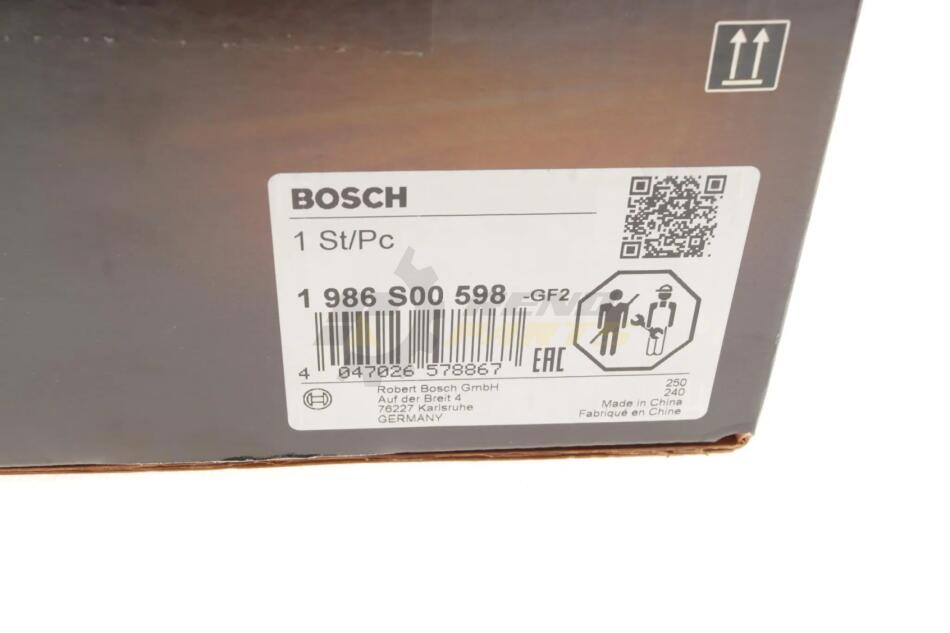 BOSCH
1 St/Pc
1 986 S00 598 -GF2
4 047026 578867
EAC
Robert Bosch GmbH
Auf der Breit 4
76227 Karlsruhe
GERMANY
250
240
Made in China
Fabriqué en Chine